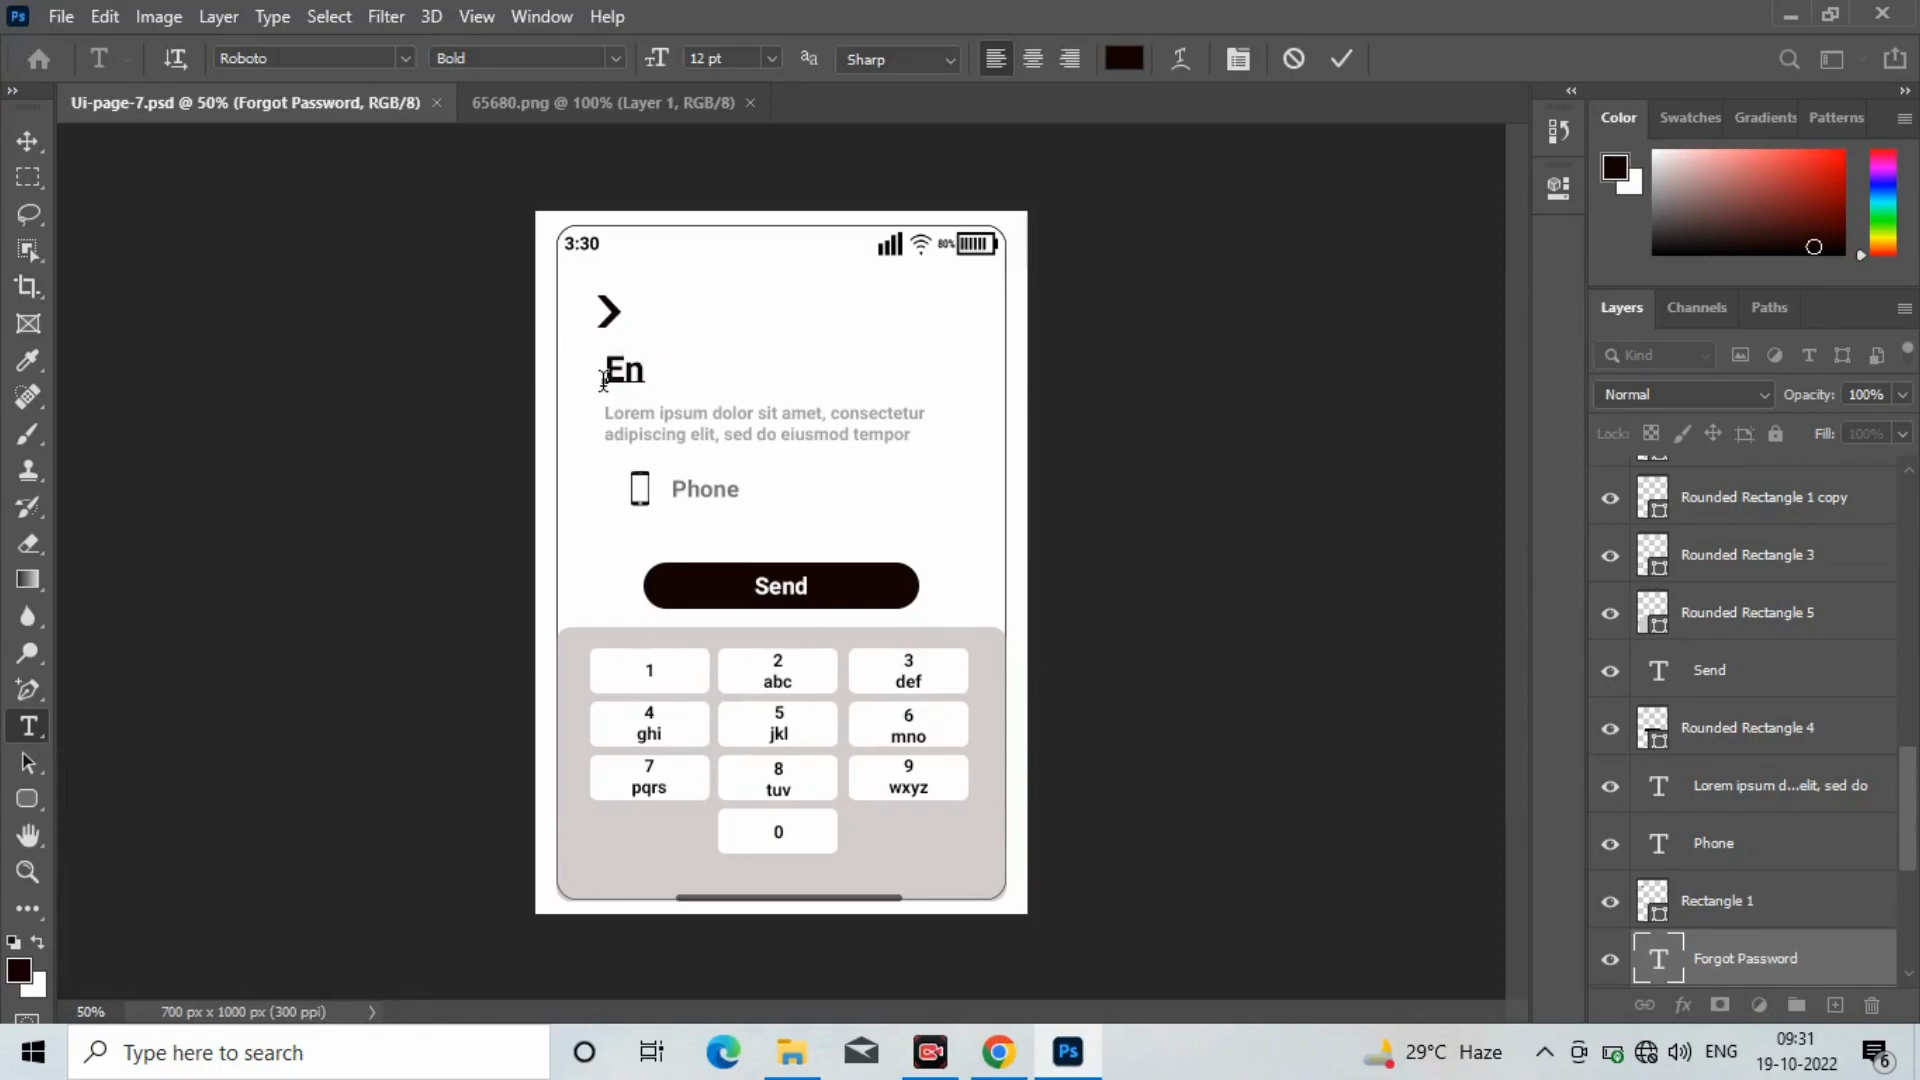 Ps File Edit Image Layer Type Select Filter 3D View Window Help
T Roboto Bold 12 pt aa Sharp
Ui-page-7.psd @ 50% (Forgot Password, RGB/8) 65680.png @ 100% (Layer 1, RGB/8)
Color Swatches Gradients Patterns
3:30 80%
En
Lorem ipsum dolor sit amet, consectetur
adipiscing elit, sed do eiusmod tempor
Phone
Send
1
2
abc
3
def
4
ghi
5
jkl
6
mno
7
pqrs
8
tuv
9
wxyz
0
Layers Channels Paths
Kind
Normal Opacity: 100%
Lock: Fill: 100%
Rounded Rectangle 1 copy
Rounded Rectangle 3
Rounded Rectangle 5
Send
Rounded Rectangle 4
Lorem ipsum d...elit, sed do
Phone
Rectangle 1
Forgot Password
fx
50% 700 px x 1000 px (300 ppi)
Type here to search
Ps
29°C Haze
ENG
09:31
19-10-2022
6